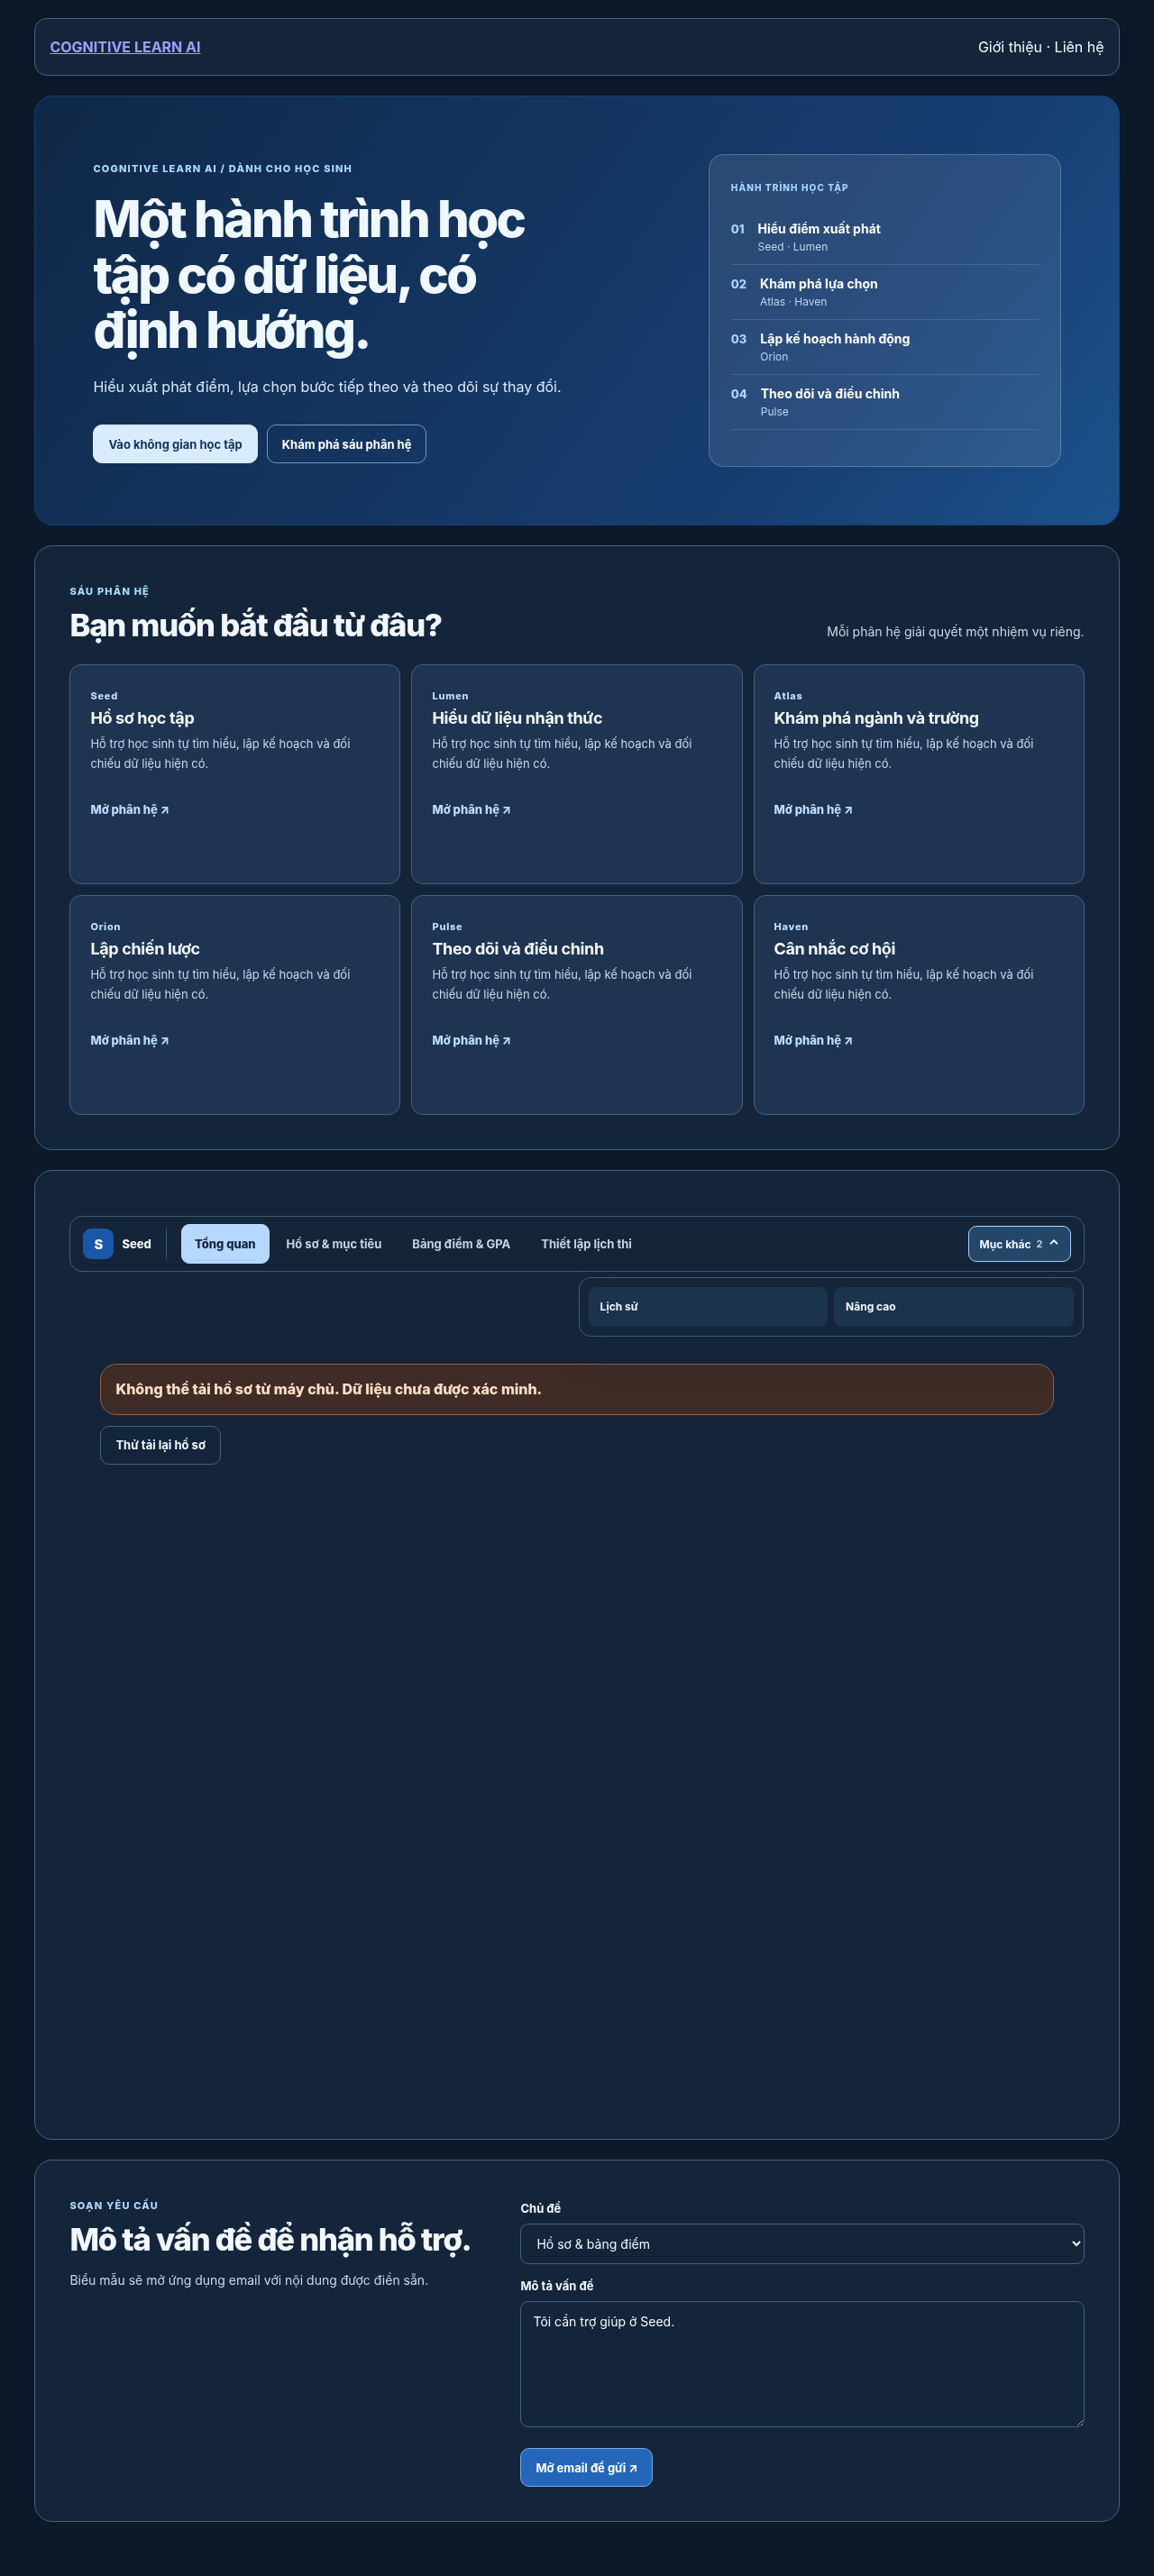 COGNITIVE LEARN AI
Giới thiệu · Liên hệ
COGNITIVE LEARN AI / DÀNH CHO HỌC SINH
Một hành trình học
tập có dữ liệu, có
định hướng.
Hiểu xuất phát điểm, lựa chọn bước tiếp theo và theo dõi sự thay đổi.
Vào không gian học tập
Khám phá sáu phân hệ
HÀNH TRÌNH HỌC TẬP
01 Hiểu điểm xuất phát
Seed · Lumen
02 Khám phá lựa chọn
Atlas · Haven
03 Lập kế hoạch hành động
Orion
04 Theo dõi và điều chỉnh
Pulse
SÁU PHÂN HỆ
Bạn muốn bắt đầu từ đâu?
Mỗi phân hệ giải quyết một nhiệm vụ riêng.
Seed
Hồ sơ học tập
Hỗ trợ học sinh tự tìm hiểu, lập kế hoạch và đối
chiếu dữ liệu hiện có.
Mở phân hệ ↗
Lumen
Hiểu dữ liệu nhận thức
Hỗ trợ học sinh tự tìm hiểu, lập kế hoạch và đối
chiếu dữ liệu hiện có.
Mở phân hệ ↗
Atlas
Khám phá ngành và trường
Hỗ trợ học sinh tự tìm hiểu, lập kế hoạch và đối
chiếu dữ liệu hiện có.
Mở phân hệ ↗
Orion
Lập chiến lược
Hỗ trợ học sinh tự tìm hiểu, lập kế hoạch và đối
chiếu dữ liệu hiện có.
Mở phân hệ ↗
Pulse
Theo dõi và điều chỉnh
Hỗ trợ học sinh tự tìm hiểu, lập kế hoạch và đối
chiếu dữ liệu hiện có.
Mở phân hệ ↗
Haven
Cân nhắc cơ hội
Hỗ trợ học sinh tự tìm hiểu, lập kế hoạch và đối
chiếu dữ liệu hiện có.
Mở phân hệ ↗
S Seed
Tổng quan
Hồ sơ & mục tiêu
Bảng điểm & GPA
Thiết lập lịch thi
Mục khác 2
Lịch sử
Nâng cao
Không thể tải hồ sơ từ máy chủ. Dữ liệu chưa được xác minh.
Thử tải lại hồ sơ
SOẠN YÊU CẦU
Mô tả vấn đề để nhận hỗ trợ.
Biểu mẫu sẽ mở ứng dụng email với nội dung được điền sẵn.
Chủ đề
Hồ sơ & bảng điểm
Mô tả vấn đề
Tôi cần trợ giúp ở Seed.
Mở email để gửi ↗